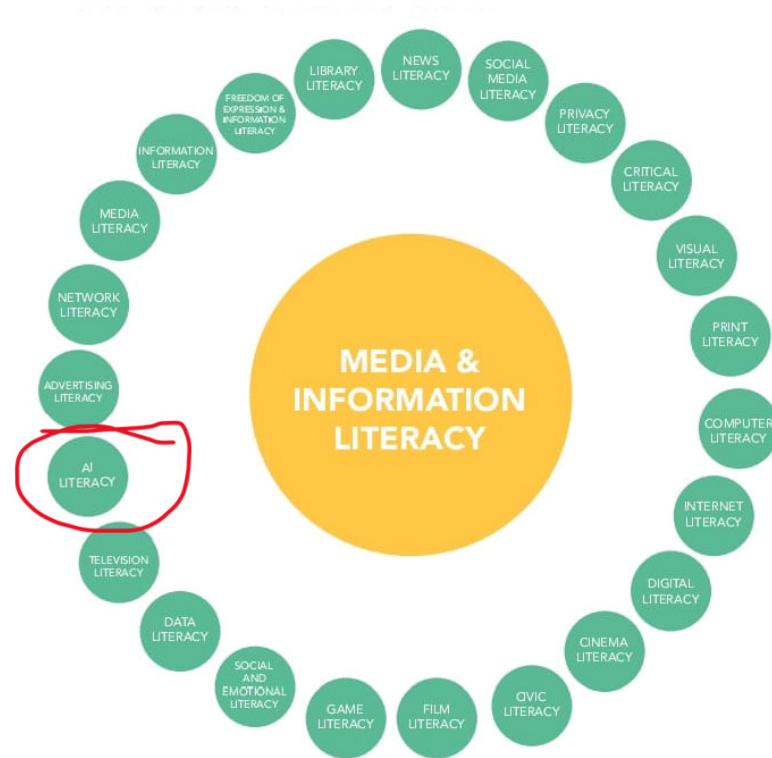 NEWS
LITERACY
SOCIAL
MEDIA
LITERACY
PRIVACY
LITERACY
CRITICAL
LITERACY
VISUAL
LITERACY
PRINT
LITERACY
COMPUTER
LITERACY
INTERNET
LITERACY
DIGITAL
LITERACY
CINEMA
LITERACY
CIVIC
LITERACY
FILM
LITERACY
GAME
LITERACY
SOCIAL
AND
EMOTIONAL
LITERACY
DATA
LITERACY
TELEVISION
LITERACY
AI
LITERACY
ADVERTISING
LITERACY
NETWORK
LITERACY
MEDIA
LITERACY
INFORMATION
LITERACY
FREEDOM OF
EXPRESSION &
INFORMATION
LITERACY
LIBRARY
LITERACY
MEDIA &
INFORMATION
LITERACY